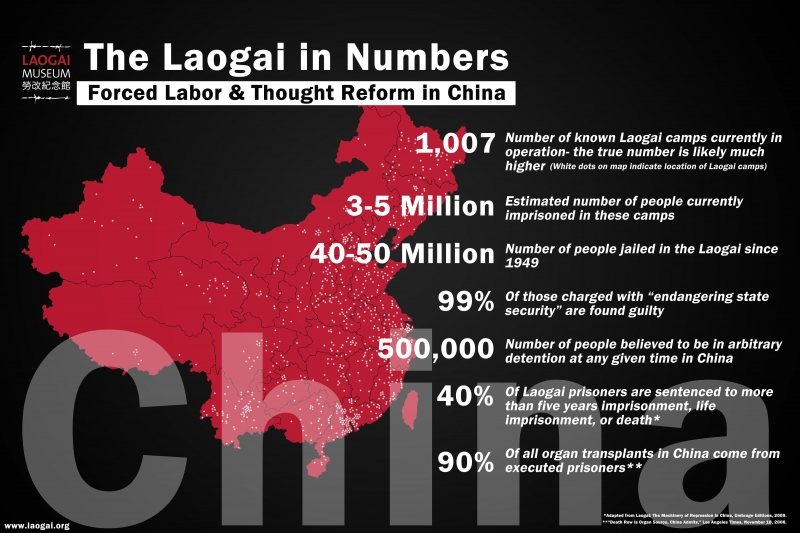 LAOGAI
MUSEUM
勞改紀念館
The Laogai in Numbers
Forced Labor & Thought Reform in China
1,007
Number of known Laogai camps currently in
operation- the true number is likely much
higher (White dots on map indicate location of Laogai camps)
3-5 Million
Estimated number of people currently
imprisoned in these camps
40-50 Million
Number of people jailed in the Laogai since
1949
99%
Of those charged with “endangering state
security” are found guilty
500,000
Number of people believed to be in arbitrary
detention at any given time in China
40%
Of Laogai prisoners are sentenced to more
than five years imprisonment, life
imprisonment, or death*
90%
Of all organ transplants in China come from
executed prisoners**
China
www.laogai.org
*Adapted from Laogai: The Machinery of Repression in China, Umbrage Editions, 2009.
**"Death Row is Organ Source, China Admits," Los Angeles Times, November 18, 2006.